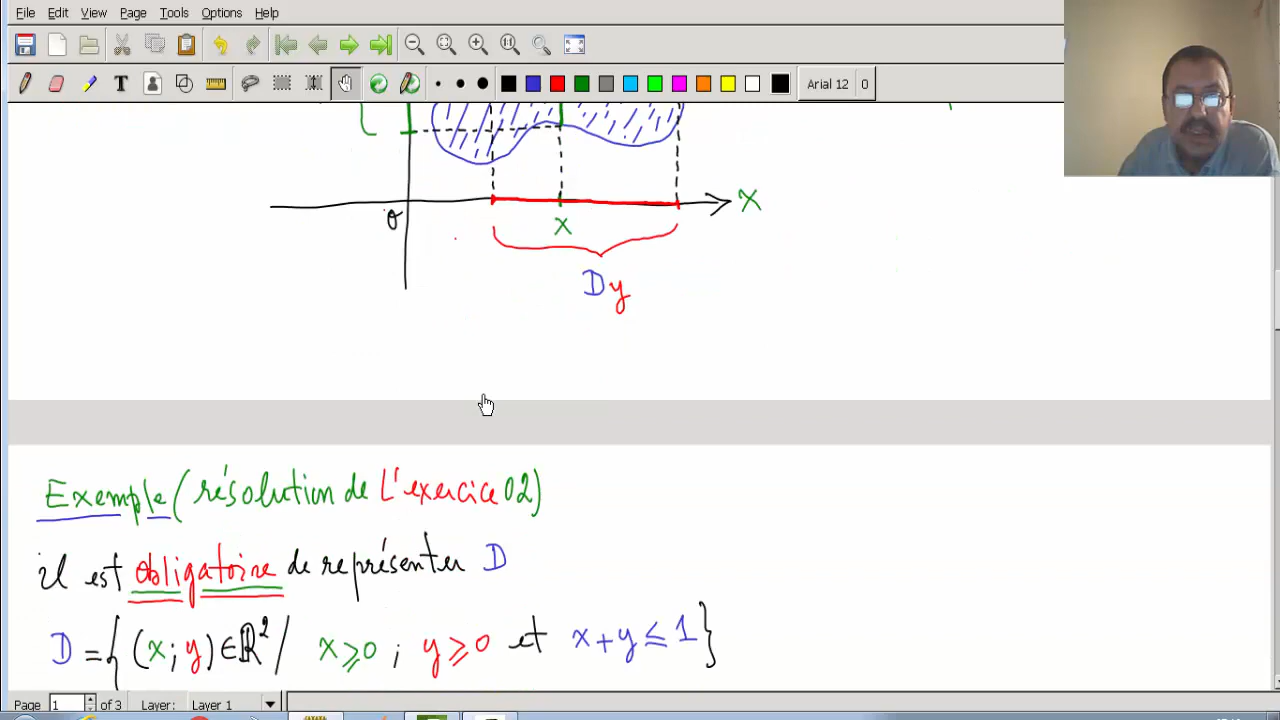 File Edit View Page Tools Options Help
Arial 12 0
X
0
x
Dy
Exemple (résolution de L'exercice 02)
il est obligatoire de représenter D
D = { (x; y) ∈ ℝ² / x ⩾ 0 ; y ⩾ 0 et x + y ≤ 1 }
Page 1 of 3 Layer: Layer 1